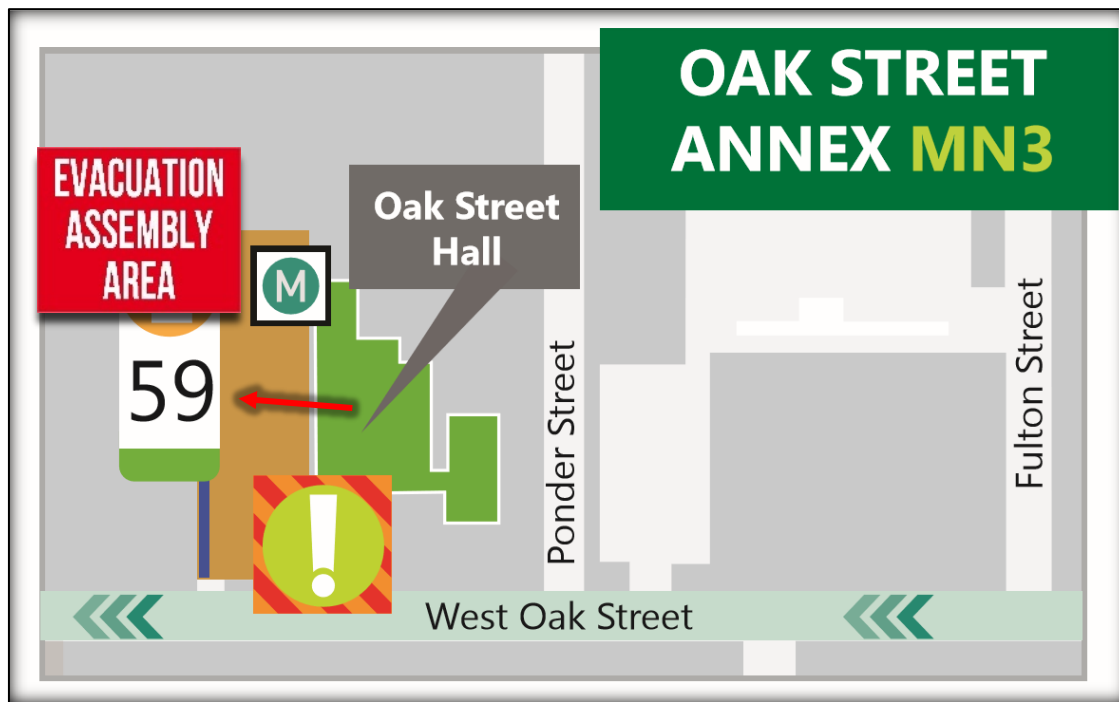 OAK STREET
ANNEX MN3
EVACUATION
ASSEMBLY
AREA
Oak Street
Hall
M
59
!
Ponder Street
Fulton Street
West Oak Street